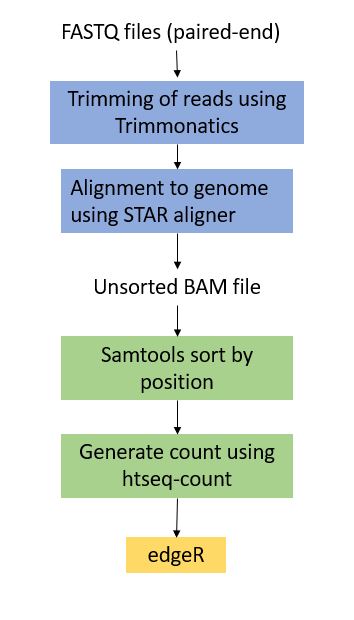 FASTQ files (paired-end)
Trimming of reads using
Trimmonatics
Alignment to genome
using STAR aligner
Unsorted BAM file
Samtools sort by
position
Generate count using
htseq-count
edgeR